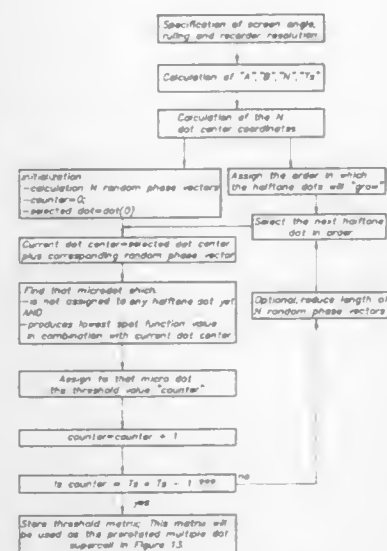 Specification of screen angle,
ruling and recorder resolution
Calculation of "A","B","N","Ts"
Calculation of the N
dot center coordinates
initialization
-calculation N random phase vectors
-counter=0;
-selected dot=dot(0)
Assign the order in which
the halftone dots will "grow"
Select the next halftone
dot in order
Current dot center=selected dot center
plus corresponding random phase vector
Find that microdot which
-is not assigned to any halftone dot yet
AND
-produces lowest spot function value
in combination with current dot center
Optional, reduce length of
N random phase vectors
Assign to that micro dot
the threshold value "counter"
counter=counter + 1
Is counter = Ts * Ts - 1 ???
no
yes
Store threshold matrix; This matrix will
be used as the prerotated multiple dot
supercell in Figure 13.